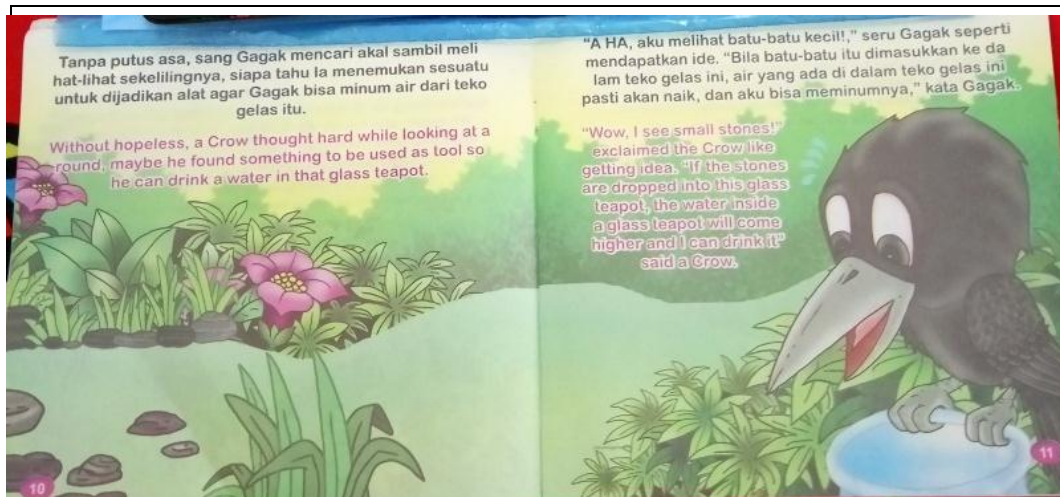 Tanpa putus asa, sang Gagak mencari akal sambil meli
hat-lihat sekelilingnya, siapa tahu Ia menemukan sesuatu
untuk dijadikan alat agar Gagak bisa minum air dari teko
gelas itu.
Without hopeless, a Crow thought hard while looking at a
round, maybe he found something to be used as tool so
he can drink a water in that glass teapot.
10
"A HA, aku melihat batu-batu kecil!," seru Gagak seperti
mendapatkan ide. "Bila batu-batu itu dimasukkan ke da
lam teko gelas ini, air yang ada di dalam teko gelas ini
pasti akan naik, dan aku bisa meminumnya," kata Gagak.
"Wow, I see small stones!"
exclaimed the Crow like
getting idea. "If the stones
are dropped into this glass
teapot, the water inside
a glass teapot will come
higher and I can drink it"
said a Crow.
11